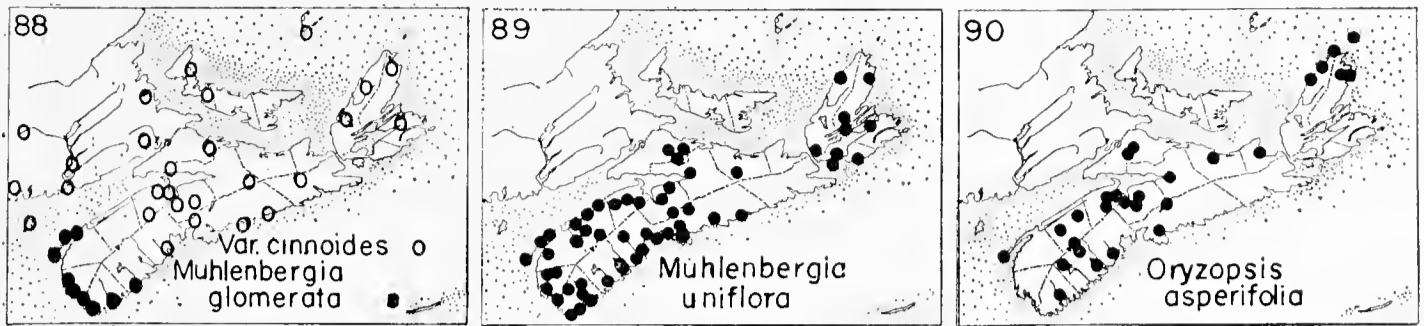 88
Var. cinnoides
Muhlenbergia
glomerata
89
Muhlenbergia
uniflora
90
Oryzopsis
asperifolia